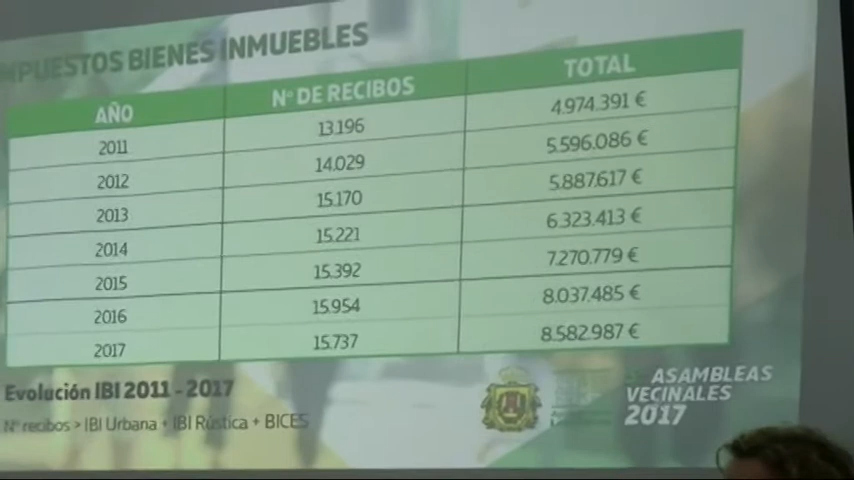 MPUESTOS BIENES INMUEBLES
AÑO Nº DE RECIBOS TOTAL
2011 13.196 4.974.391 €
2012 14.029 5.596.086 €
2013 15.170 5.887.617 €
2014 15.221 6.323.413 €
2015 15.392 7.270.779 €
2016 15.954 8.037.485 €
2017 15.737 8.582.987 €
Evolución IBI 2011 - 2017
Nº recibos > IBI Urbana + IBI Rústica + BICES
ASAMBLEAS
VECINALES
2017